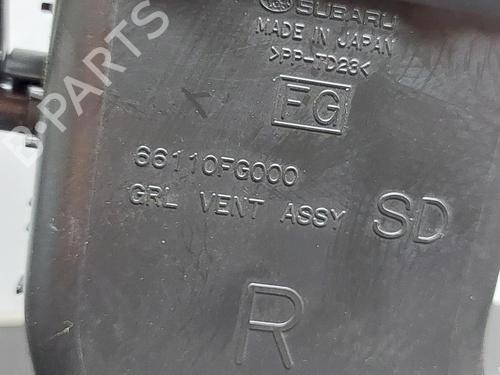 SUBARU
MADE IN JAPAN
>PP-TD23<
FG
66110FG000
GRL VENT ASSY SD
R
B-PARTS